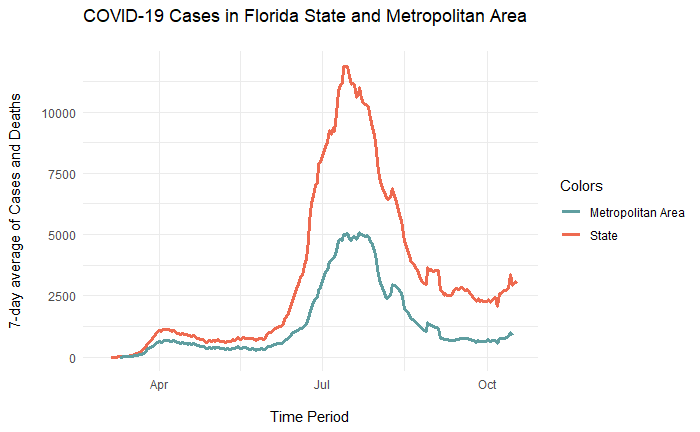 COVID-19 Cases in Florida State and Metropolitan Area
7-day average of Cases and Deaths
10000
7500
5000
2500
0
Apr
Jul
Oct
Time Period
Colors
Metropolitan Area
State